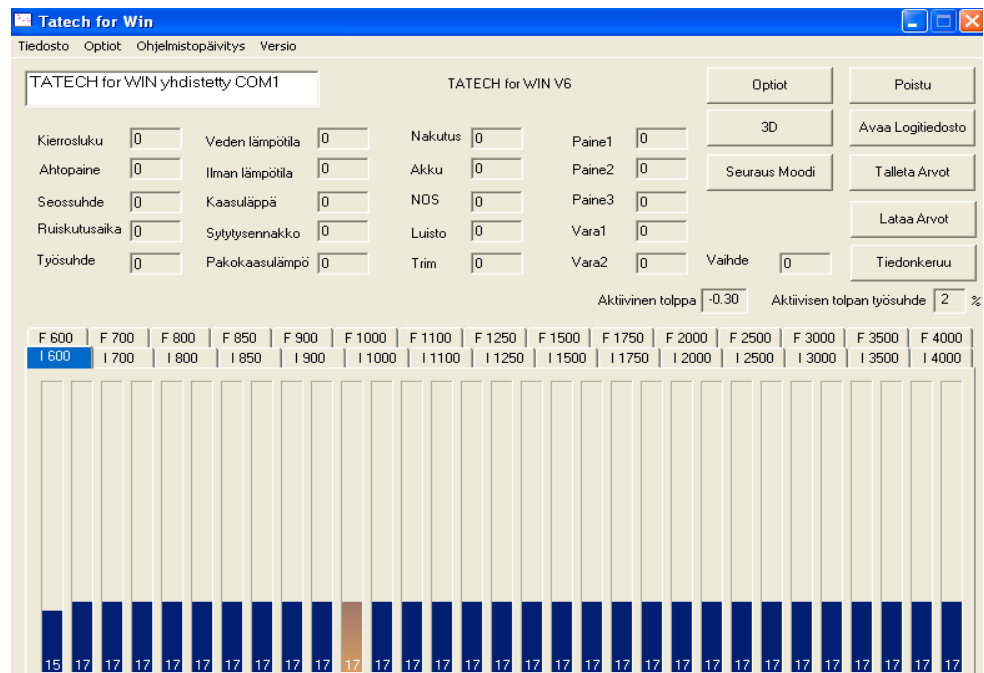 Tatech for Win
Tiedosto Optiot Ohjelmistopäivitys Versio
TATECH for WIN yhdistetty COM1 TATECH for WIN V6 Optiot Poistu
3D Avaa Logitiedosto
Kierrosluku 0 Veden lämpötila 0 Nakutus 0 Paine1 0
Ahtopaine 0 Ilman lämpötila 0 Akku 0 Paine2 0 Seuraus Moodi Talleta Arvot
Seossuhde 0 Kaasuläppä 0 NOS 0 Paine3 0
Lataa Arvot
Ruiskutusaika 0 Sytytysennakko 0 Luisto 0 Vara1 0
Työsuhde 0 Pakokaasulämpö 0 Trim 0 Vara2 0 Vaihde 0 Tiedonkeruu
Aktiivinen tolppa -0.30 Aktiivisen tolpan työsuhde 2 %
F 600 F 700 F 800 F 850 F 900 F 1000 F 1100 F 1250 F 1500 F 1750 F 2000 F 2500 F 3000 F 3500 F 4000
I 600 I 700 I 800 I 850 I 900 I 1000 I 1100 I 1250 I 1500 I 1750 I 2000 I 2500 I 3000 I 3500 I 4000
15 17 17 17 17 17 17 17 17 17 17 17 17 17 17 17 17 17 17 17 17 17 17 17 17 17 17 17 17 17 17